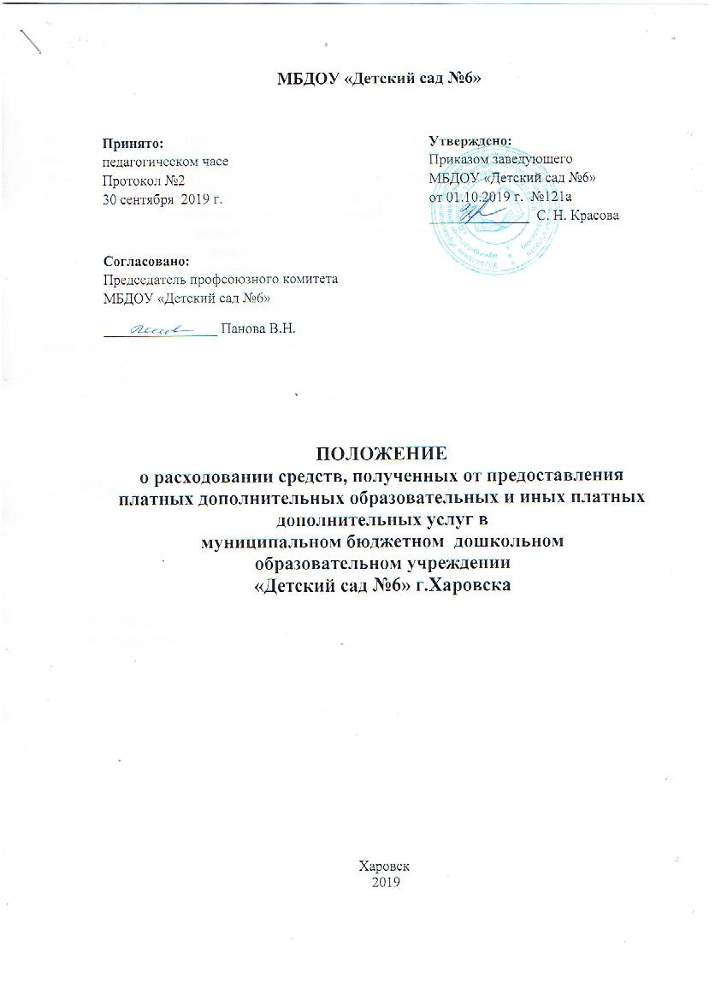 МБДОУ «Детский сад №6»
Принято:
педагогическом часе
Протокол №2
30 сентября 2019 г.
Утверждено:
Приказом заведующего
МБДОУ «Детский сад №6»
от 01.10.2019 г. №121а
С. Н. Красова
Согласовано:
Председатель профсоюзного комитета
МБДОУ «Детский сад №6»
Панова В.Н.
ПОЛОЖЕНИЕ
о расходовании средств, полученных от предоставления
платных дополнительных образовательных и иных платных
дополнительных услуг в
муниципальном бюджетном дошкольном
образовательном учреждении
«Детский сад №6» г.Харовска
Харовск
2019